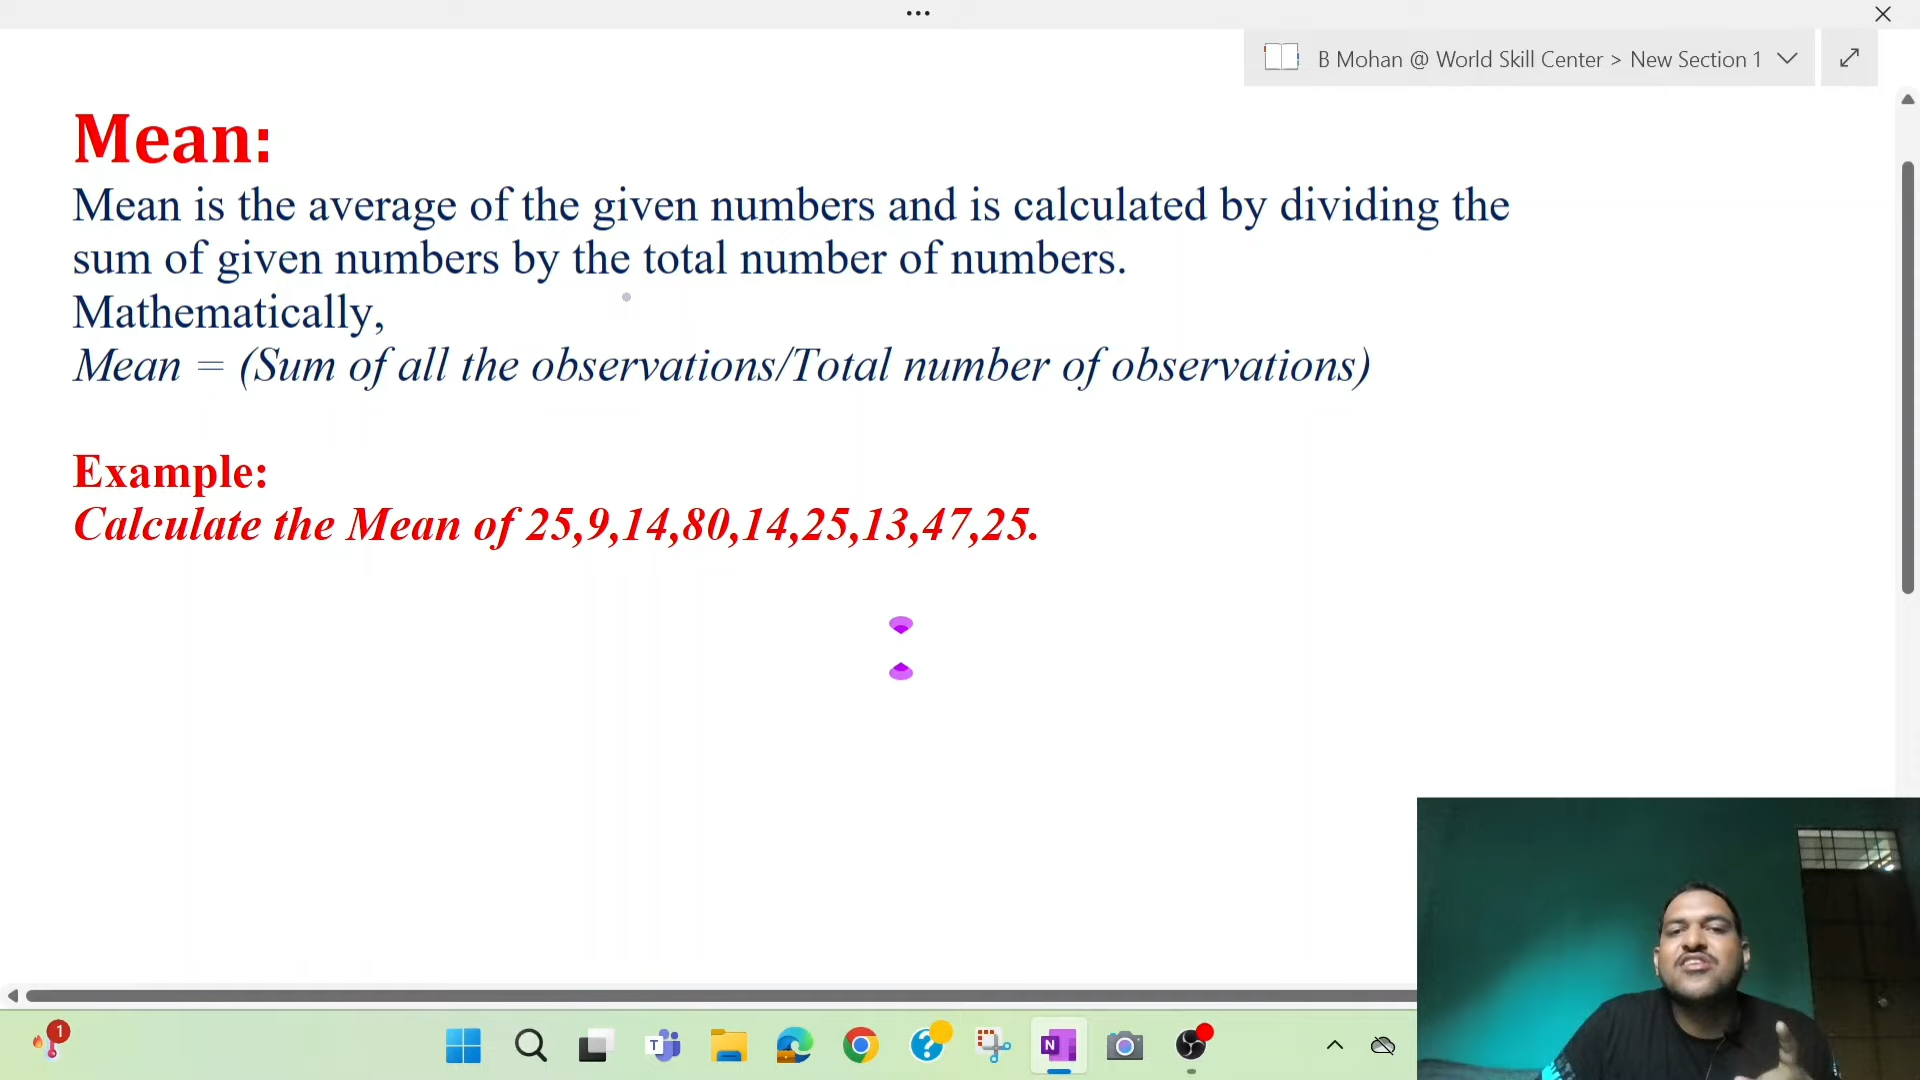 B Mohan @ World Skill Center > New Section 1
Mean:
Mean is the average of the given numbers and is calculated by dividing the
sum of given numbers by the total number of numbers.
Mathematically,
Mean = (Sum of all the observations/Total number of observations)
Example:
Calculate the Mean of 25,9,14,80,14,25,13,47,25.
1
T
?
N